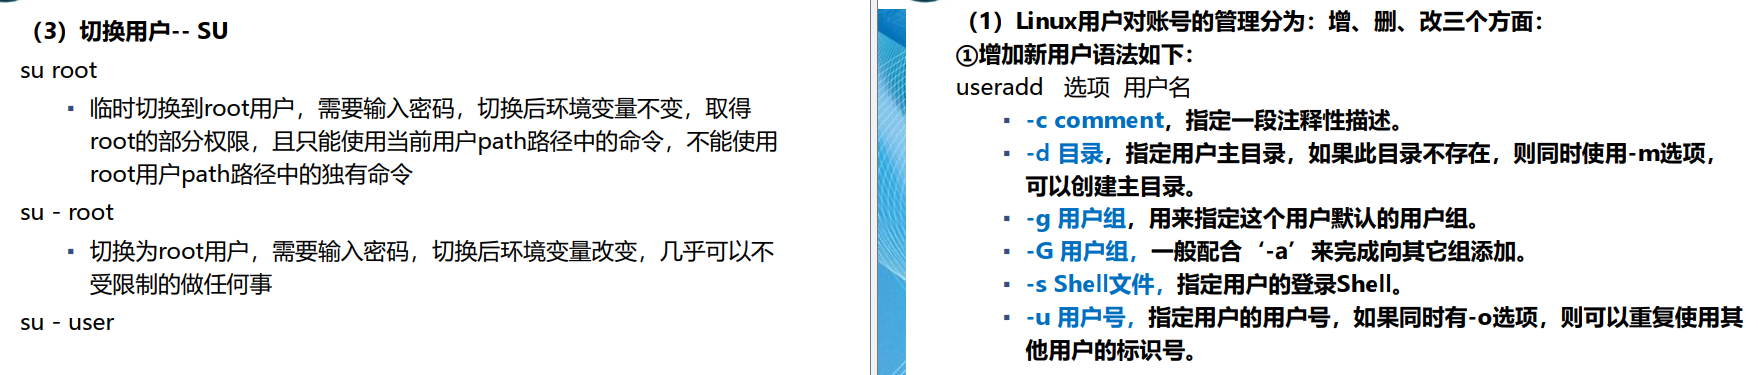 （3）切换用户-- SU
su root
▪ 临时切换到root用户，需要输入密码，切换后环境变量不变，取得
root的部分权限，且只能使用当前用户path路径中的命令，不能使用
root用户path路径中的独有命令
su - root
▪ 切换为root用户，需要输入密码，切换后环境变量改变，几乎可以不
受限制的做任何事
su - user
（1）Linux用户对账号的管理分为：增、删、改三个方面：
①增加新用户语法如下：
useradd 选项 用户名
▪ -c comment，指定一段注释性描述。
▪ -d 目录，指定用户主目录，如果此目录不存在，则同时使用-m选项，
可以创建主目录。
▪ -g 用户组，用来指定这个用户默认的用户组。
▪ -G 用户组，一般配合‘-a’来完成向其它组添加。
▪ -s Shell文件，指定用户的登录Shell。
▪ -u 用户号，指定用户的用户号，如果同时有-o选项，则可以重复使用其
他用户的标识号。